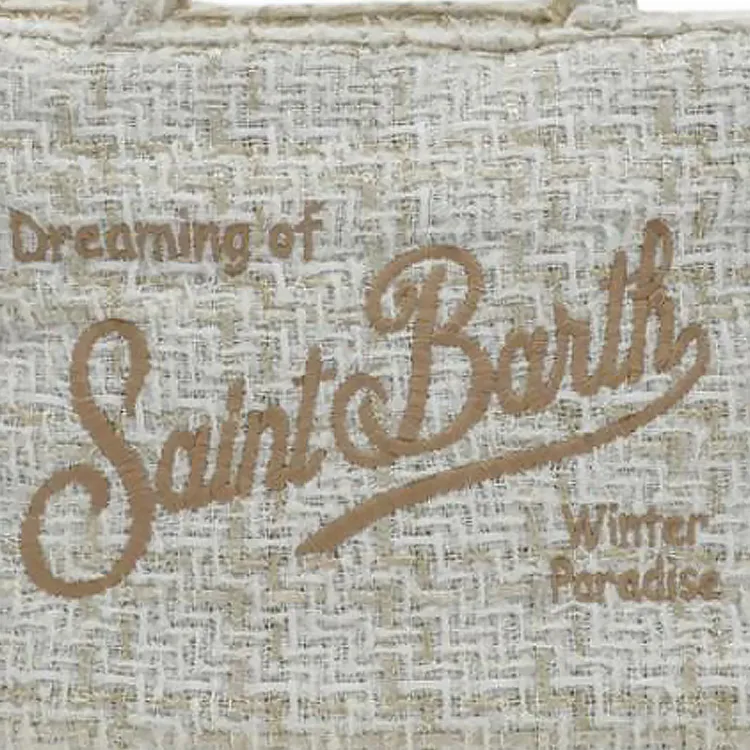 Dreaming of
Saint Barth
Winter
Paradise